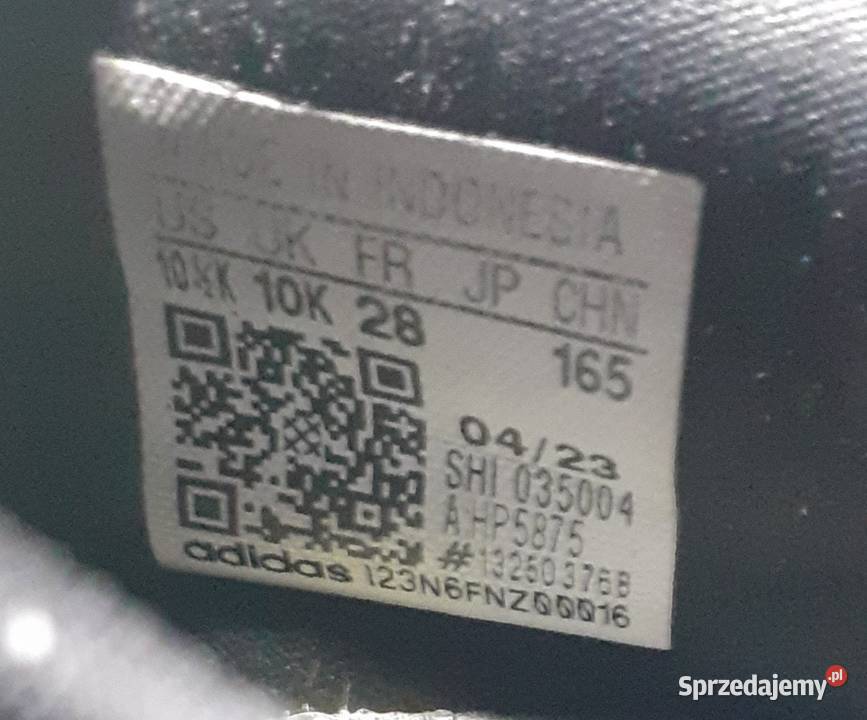 MADE IN INDONESIA
US UK FR JP CHN
10½K 10K 28 165
04/23
SHI 035004
A HP5875
# 13250376B
adidas 123N6FNZ00016
Sprzedajemy.pl